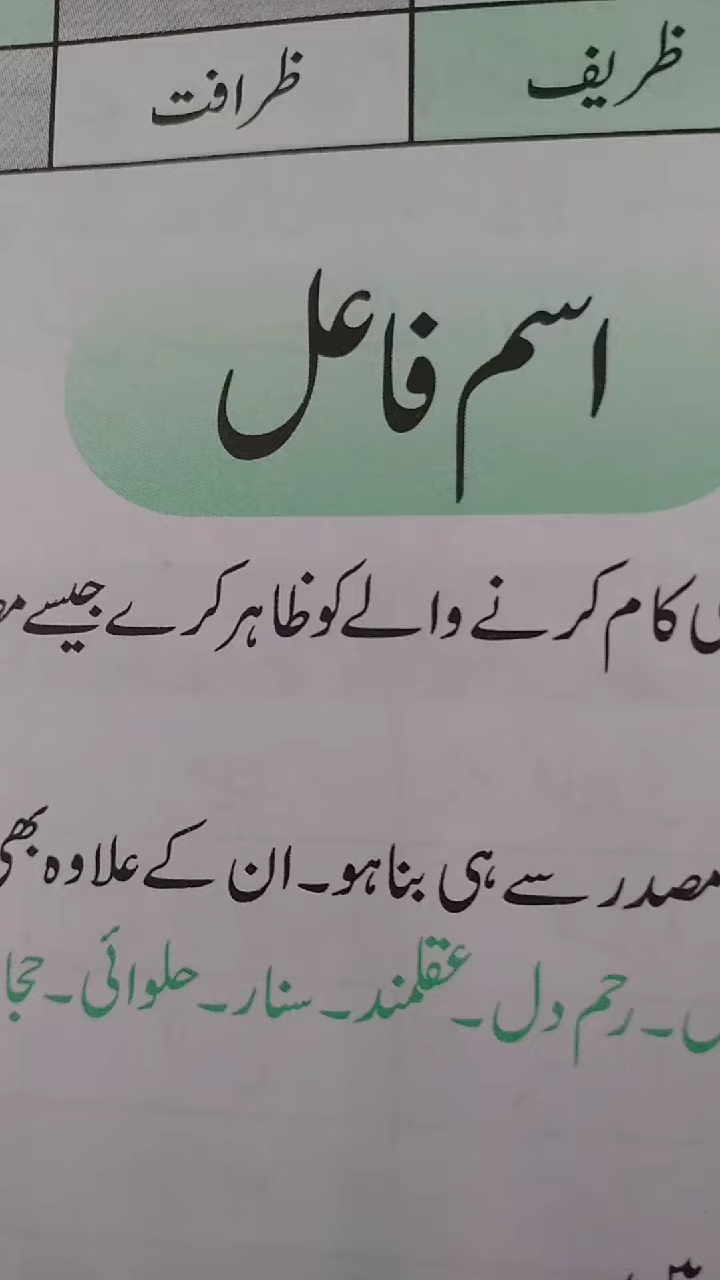 ظریف ظرافت
اسم فاعل
کام کرنے والے کو ظاہر کرے جیسے
مصدر سے ہی بنا ہو۔ ان کے علاوہ بھی
۔ رحم دل۔ عقلمند۔ سنار۔ حلوائی۔